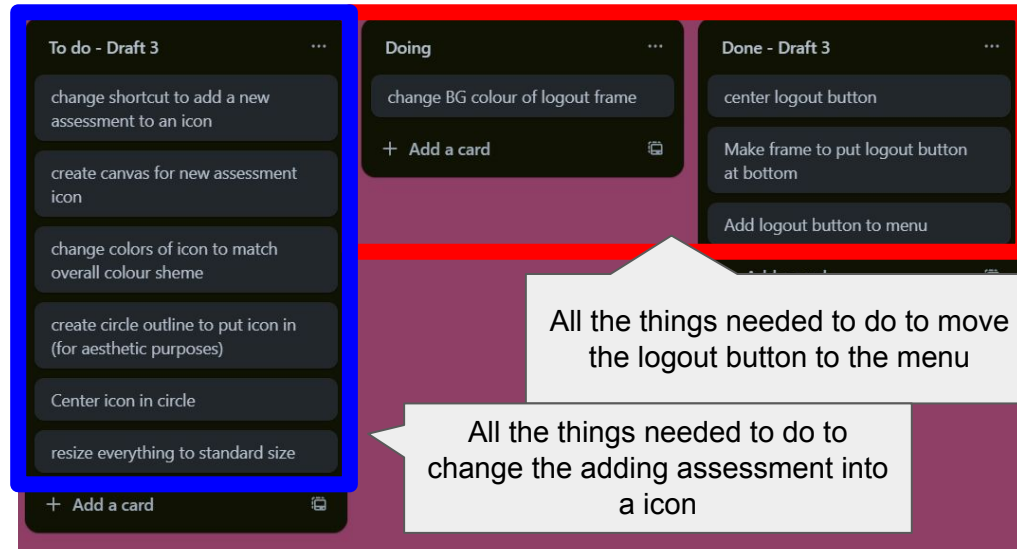 To do - Draft 3
change shortcut to add a new
assessment to an icon
create canvas for new assessment
icon
change colors of icon to match
overall colour sheme
create circle outline to put icon in
(for aesthetic purposes)
Center icon in circle
resize everything to standard size
+ Add a card
Doing
change BG colour of logout frame
+ Add a card
Done - Draft 3
center logout button
Make frame to put logout button
at bottom
Add logout button to menu
All the things needed to do to move
the logout button to the menu
All the things needed to do to
change the adding assessment into
a icon